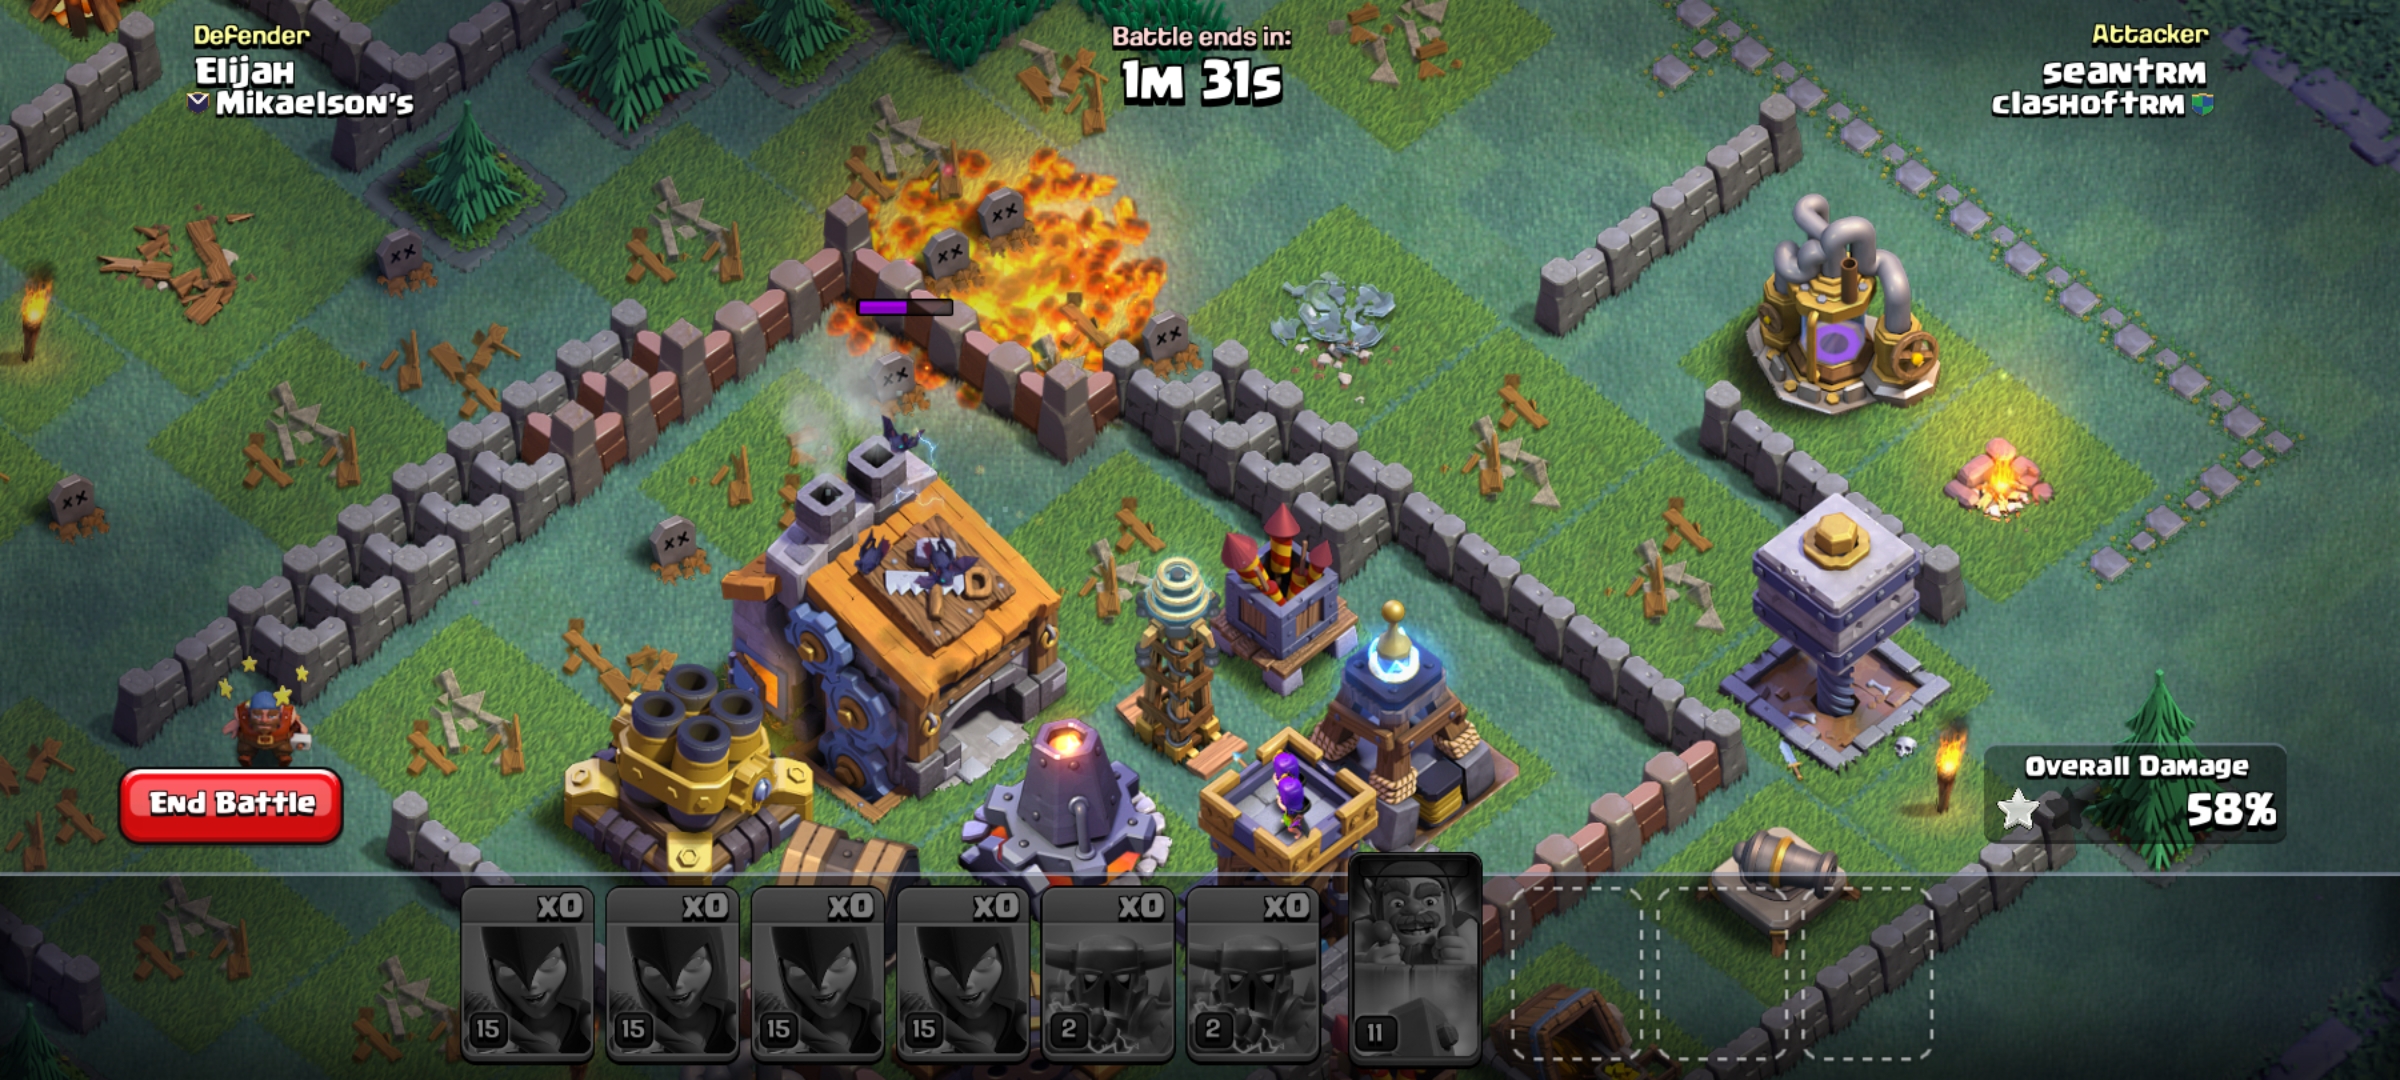 Defender
Elijah
Mikaelson's
Battle ends in:
1M 31s
Attacker
seantRM
clashoftRM
End Battle
Overall Damage
58%
x0
x0
x0
x0
x0
x0
15
15
15
15
2
2
11